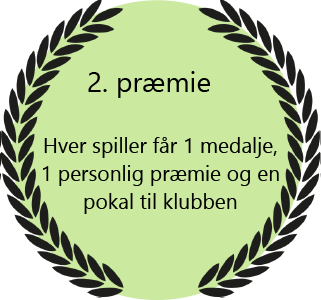 2. præmie
Hver spiller får 1 medalje,
1 personlig præmie og en
pokal til klubben